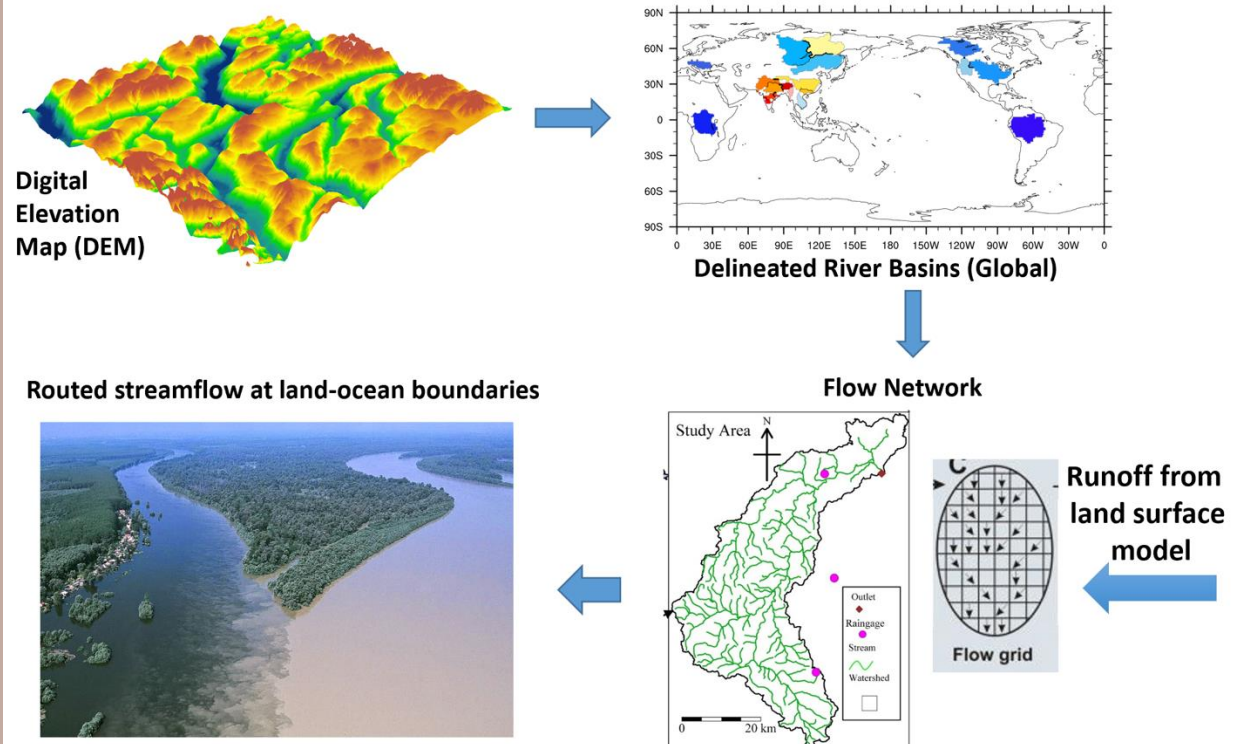 Digital
Elevation
Map (DEM)
90N
60N
30N
0
30S
60S
90S
0 30E 60E 90E 120E 150E 180 150W 120W 90W 60W 30W 0
Delineated River Basins (Global)
Routed streamflow at land-ocean boundaries
Flow Network
Study Area
N
Outlet
Raingage
Stream
Watershed
0 20 km
C
Flow grid
Runoff from
land surface
model